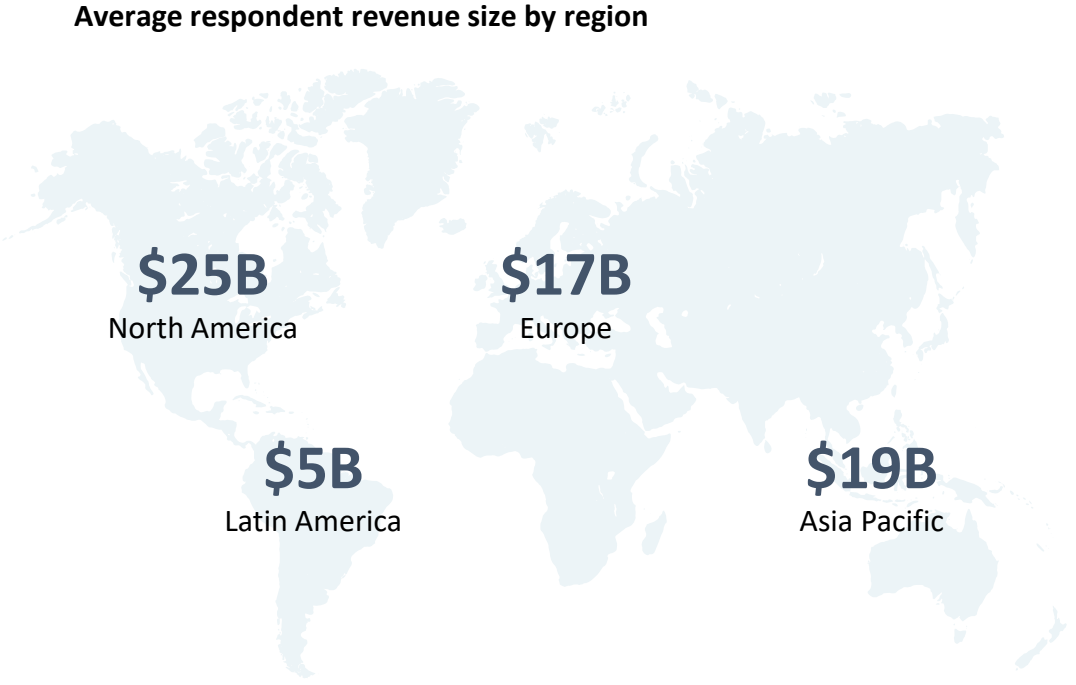 Average respondent revenue size by region
$25B
North America
$17B
Europe
$5B
Latin America
$19B
Asia Pacific